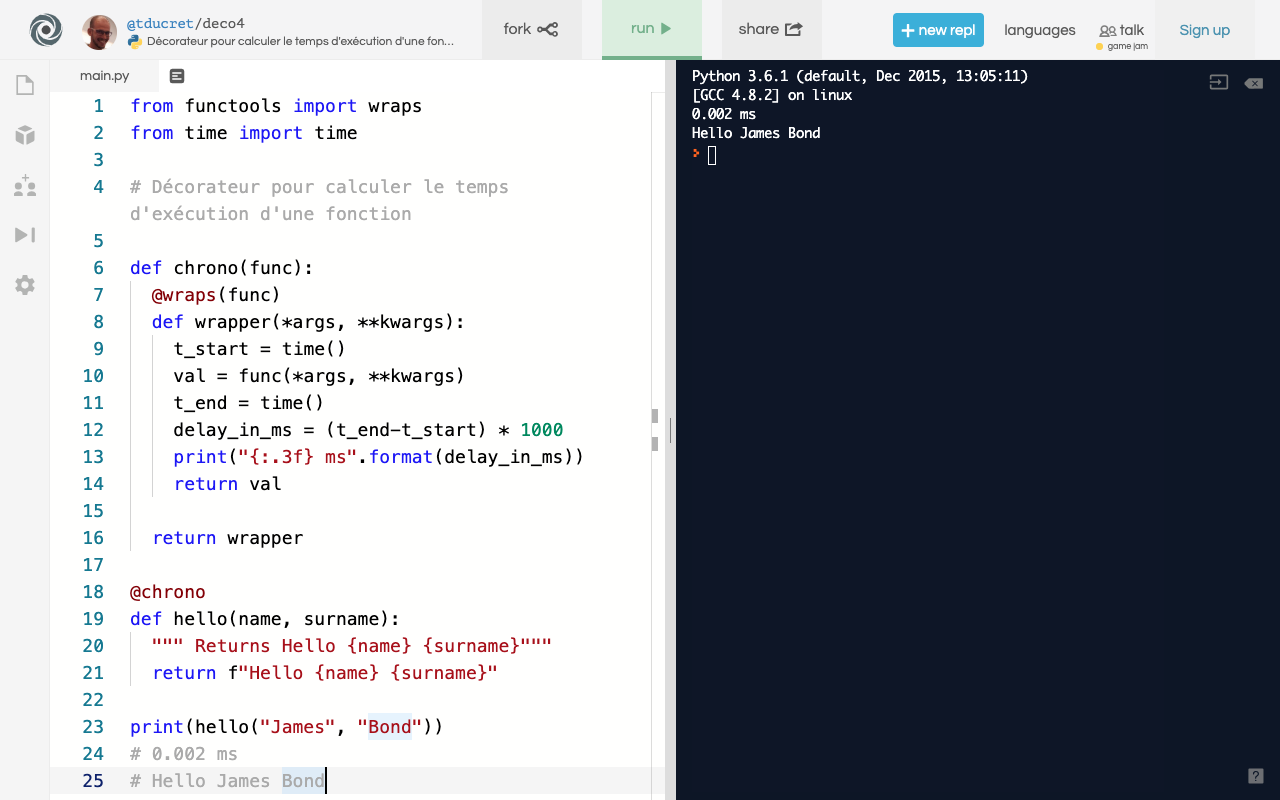 @tducret/deco4
Décorateur pour calculer le temps d'exécution d'une fon...
fork
run
share
+ new repl
languages
talk
game jam
Sign up
main.py
1 from functools import wraps
2 from time import time
3
4 # Décorateur pour calculer le temps
d'exécution d'une fonction
5
6 def chrono(func):
7   @wraps(func)
8   def wrapper(*args, **kwargs):
9     t_start = time()
10     val = func(*args, **kwargs)
11     t_end = time()
12     delay_in_ms = (t_end-t_start) * 1000
13     print("{:.3f} ms".format(delay_in_ms))
14     return val
15
16   return wrapper
17
18 @chrono
19 def hello(name, surname):
20   """ Returns Hello {name} {surname}"""
21   return f"Hello {name} {surname}"
22
23 print(hello("James", "Bond"))
24 # 0.002 ms
25 # Hello James Bond
Python 3.6.1 (default, Dec 2015, 13:05:11)
[GCC 4.8.2] on linux
0.002 ms
Hello James Bond
>
?